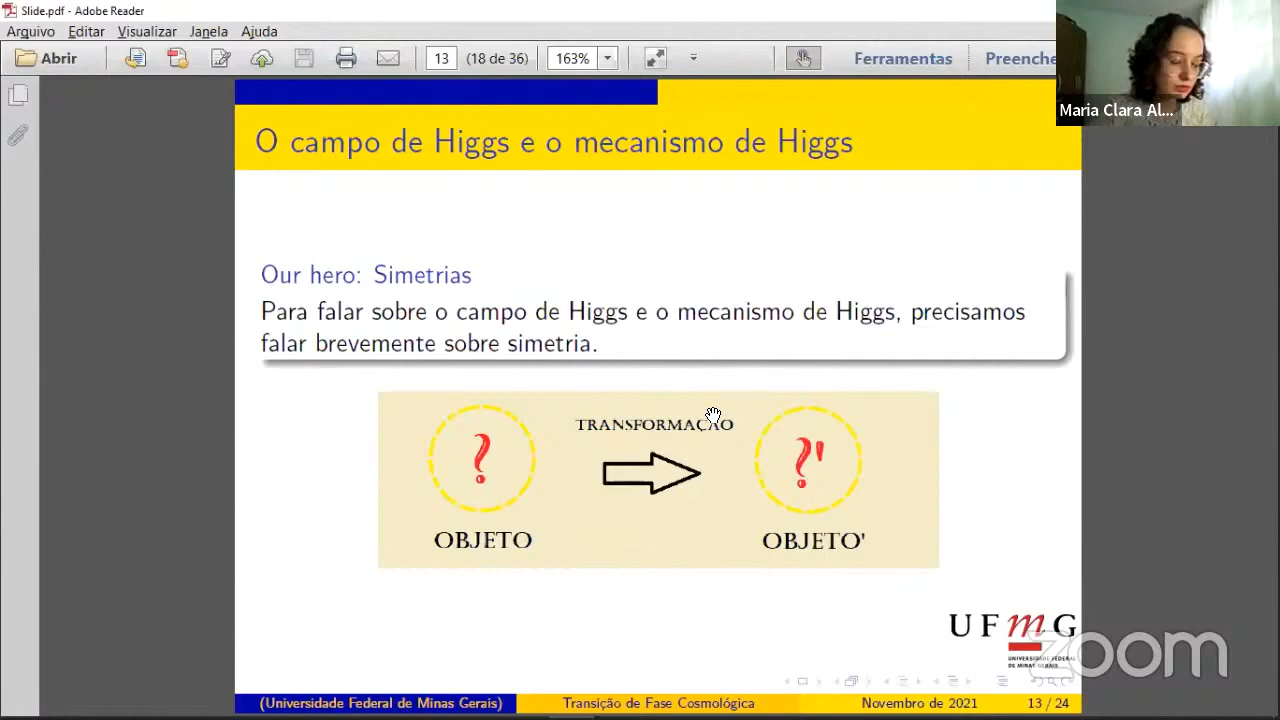 Slide.pdf - Adobe Reader
Arquivo Editar Visualizar Janela Ajuda
Abrir
13
(18 de 36)
163%
Ferramentas
Preenche
Maria Clara Al...
O campo de Higgs e o mecanismo de Higgs
Our hero: Simetrias
Para falar sobre o campo de Higgs e o mecanismo de Higgs, precisamos
falar brevemente sobre simetria.
TRANSFORMAÇÃO
?
?'
OBJETO
OBJETO'
UFmG
UNIVERSIDADE FEDERAL
DE MINAS GERAIS
zoom
(Universidade Federal de Minas Gerais)
Transição de Fase Cosmológica
Novembro de 2021
13 / 24